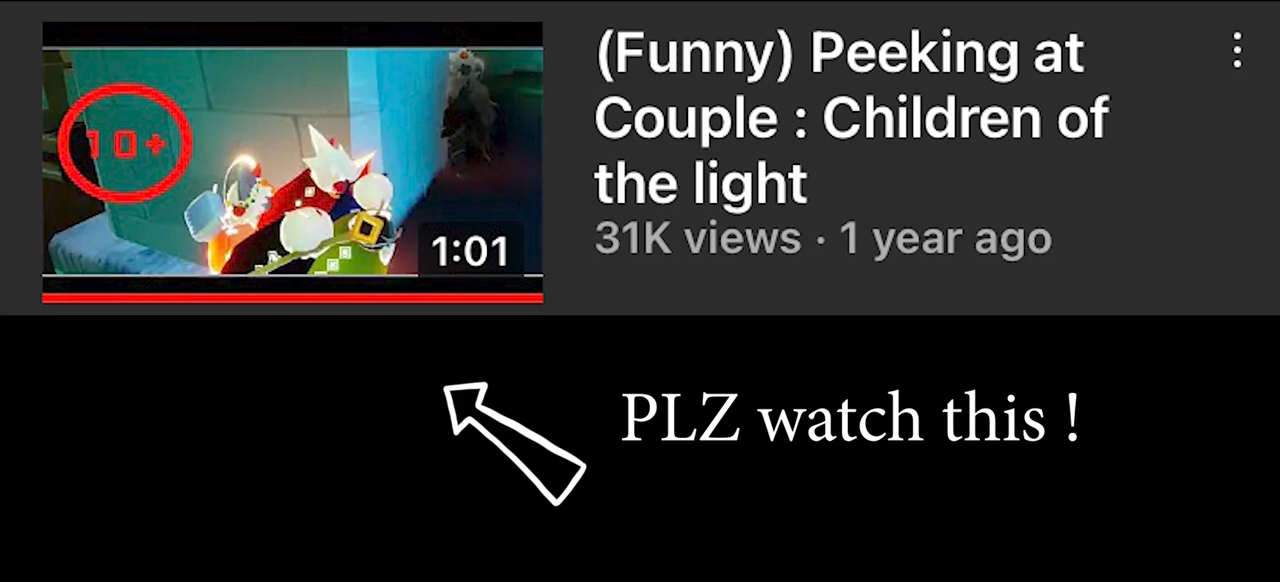 10+
1:01
(Funny) Peeking at
Couple : Children of
the light
31K views · 1 year ago
PLZ watch this !